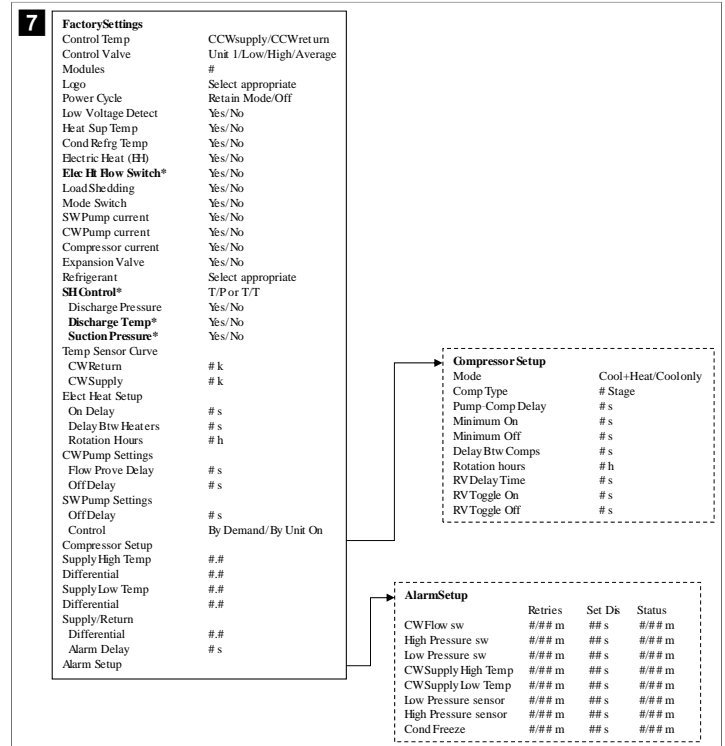 7
FactorySettings
Control Temp CCWsupply/CCWreturn
Control Valve Unit 1/Low/High/Average
Modules #
Logo Select appropriate
Power Cycle Retain Mode/Off
Low Voltage Detect Yes/No
Heat Sup Temp Yes/No
Cond Refrg Temp Yes/No
Electric Heat (EH) Yes/No
Elec Ht Flow Switch* Yes/No
Load Shedding Yes/No
Mode Switch Yes/No
SWPump current Yes/No
CWPump current Yes/No
Compressor current Yes/No
Expansion Valve Yes/No
Refrigerant Select appropriate
SH Control* T/P or T/T
Discharge Pressure Yes/No
Discharge Temp* Yes/No
Suction Pressure* Yes/No
Temp Sensor Curve
CWReturn # k
CWSupply # k
Elect Heat Setup
On Delay # s
Delay Btw Heaters # s
Rotation Hours # h
CWPump Settings
Flow Prove Delay # s
Off Delay # s
SWPump Settings
Off Delay # s
Control By Demand/By Unit On
Compressor Setup
Supply High Temp #.#
Differential #.#
Supply Low Temp #.#
Differential #.#
Supply/Return
Differential #.#
Alarm Delay # s
Alarm Setup
Compressor Setup
Mode Cool+Heat/Coolonly
Comp Type # Stage
Pump-Comp Delay # s
Minimum On # s
Minimum Off # s
Delay Btw Comps # s
Rotation hours # h
RVDelay Time # s
RVToggle On # s
RVToggle Off # s
AlarmSetup
Retries Set Dis Status
CWFlow sw #/## m ## s #/## m
High Pressure sw #/## m ## s #/## m
Low Pressure sw #/## m ## s #/## m
CWSupply High Temp #/## m ## s #/## m
CWSupply Low Temp #/## m ## s #/## m
Low Pressure sensor #/## m ## s #/## m
High Pressure sensor #/## m ## s #/## m
Cond Freeze #/## m ## s #/## m